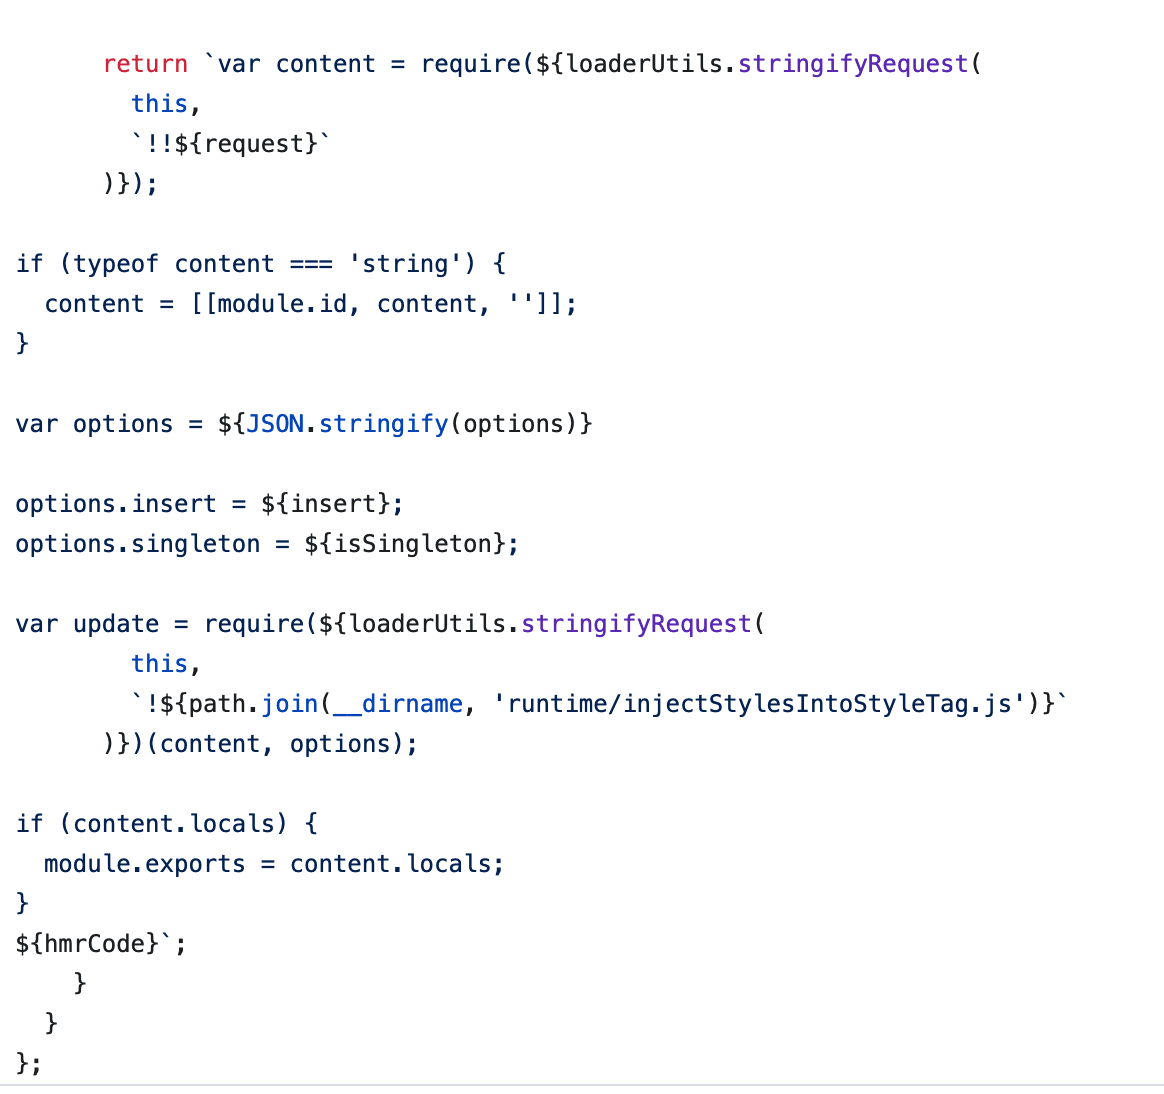 return `var content = require(${loaderUtils.stringifyRequest(
        this,
        `!!${request}`
      )});

if (typeof content === 'string') {
  content = [[module.id, content, '']];
}

var options = ${JSON.stringify(options)}

options.insert = ${insert};
options.singleton = ${isSingleton};

var update = require(${loaderUtils.stringifyRequest(
        this,
        `!${path.join(__dirname, 'runtime/injectStylesIntoStyleTag.js')}`
      )})(content, options);

if (content.locals) {
  module.exports = content.locals;
}
${hmrCode}`;
    }
  }
};